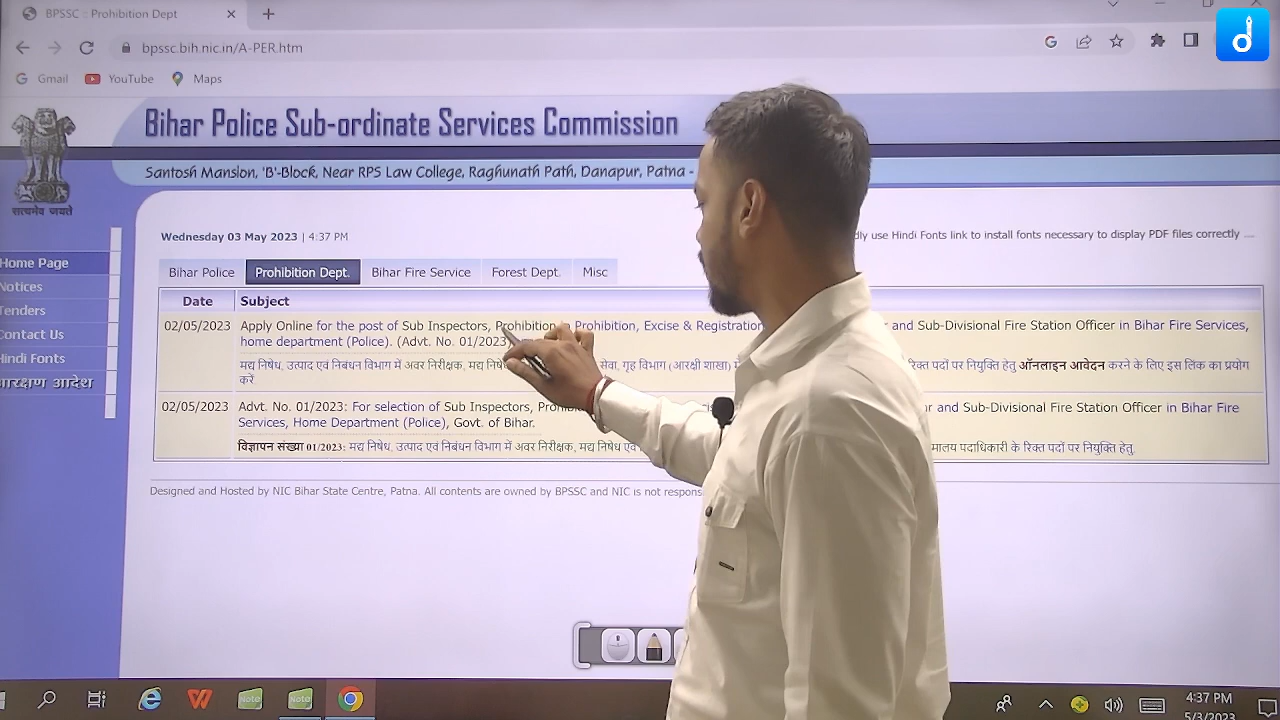 BPSSC :: Prohibition Dept
bpssc.bih.nic.in/A-PER.htm
Gmail YouTube Maps
Bihar Police Sub-ordinate Services Commission
Santosh Mansion, 'B'-Block, Near RPS Law College, Raghunath Path, Danapur, Patna -
सत्यमेव जयते
Wednesday 03 May 2023 | 4:37 PM
use Hindi Fonts link to install fonts necessary to display PDF files correctly ....
Home Page
Notices
Tenders
Contact Us
Hindi Fonts
आरक्षण आदेश
Bihar Police Prohibition Dept. Bihar Fire Service Forest Dept. Misc
Date Subject
02/05/2023 Apply Online for the post of Sub Inspectors, Prohibition Prohibition, Excise & Registration and Sub-Divisional Fire Station Officer in Bihar Fire Services,
home department (Police). (Advt. No. 01/2023)
मद्य निषेध, उत्पाद एवं निबंधन विभाग में अवर निरीक्षक, मद्य सेवा, गृह विभाग (आरक्षी शाखा) रिक्त पदों पर नियुक्ति हेतु ऑनलाइन आवेदन करने के लिए इस लिंक का प्रयोग
करें
02/05/2023 Advt. No. 01/2023: For selection of Sub Inspectors, and Sub-Divisional Fire Station Officer in Bihar Fire
Services, Home Department (Police), Govt. of Bihar.
विज्ञापन संख्या 01/2023: मद्य निषेध, उत्पाद एवं निबंधन विभाग में अवर निरीक्षक, मद्य निषेध पदाधिकारी के रिक्त पदों पर नियुक्ति हेतु.
Designed and Hosted by NIC Bihar State Centre, Patna. All contents are owned by BPSSC and NIC is not
Note Note
4:37 PM
5/3/2023